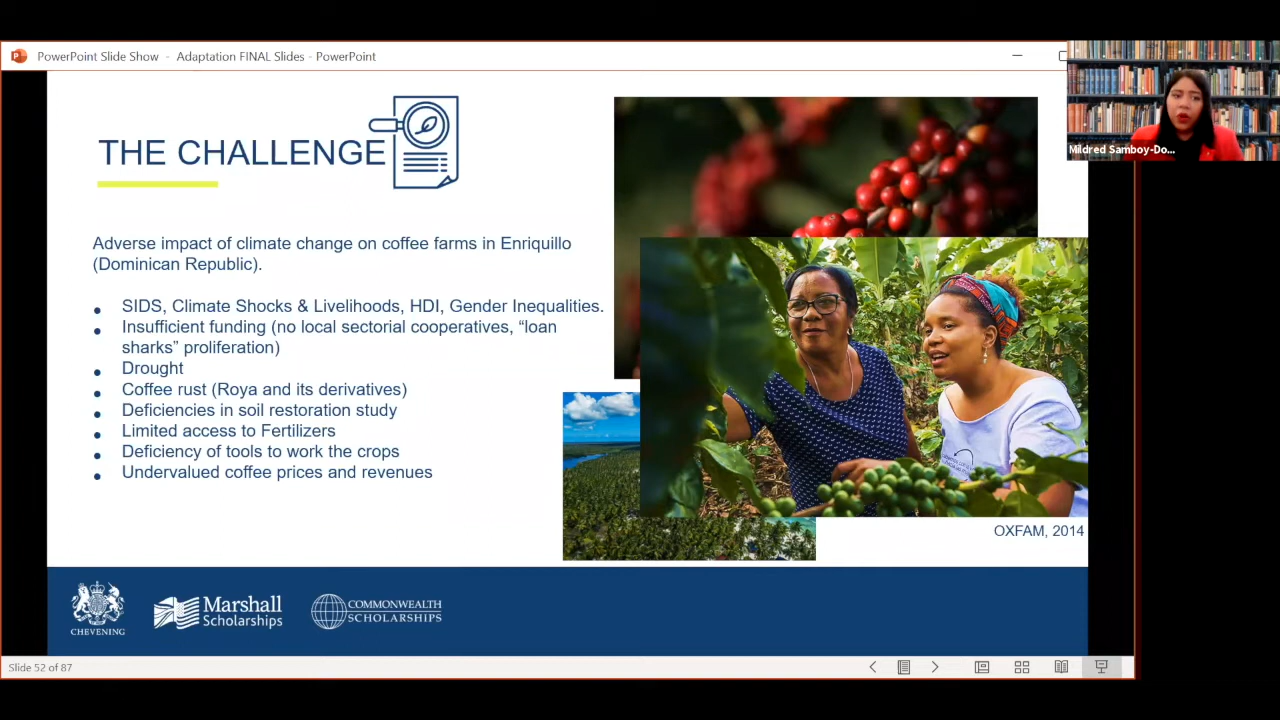 PowerPoint Slide Show - Adaptation FINAL Slides - PowerPoint
Mildred Samboy-Do...
THE CHALLENGE
Adverse impact of climate change on coffee farms in Enriquillo
(Dominican Republic).
SIDS, Climate Shocks & Livelihoods, HDI, Gender Inequalities.
Insufficient funding (no local sectorial cooperatives, “loan
sharks” proliferation)
Drought
Coffee rust (Roya and its derivatives)
Deficiencies in soil restoration study
Limited access to Fertilizers
Deficiency of tools to work the crops
Undervalued coffee prices and revenues
OXFAM, 2014
CHEVENING
Marshall
Scholarships
COMMONWEALTH
SCHOLARSHIPS
Slide 52 of 87